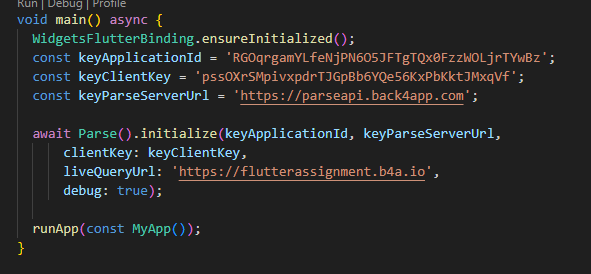 Run | Debug | Profile
void main() async {
WidgetsFlutterBinding.ensureInitialized();
const keyApplicationId = 'RGOqrgamYLfeNjPN6O5JFTgTQx0FzzWOLjrTYwBz';
const keyClientKey = 'pssOXrSMpivxpdrTJGpBb6YQe56KxPbKktJMxqVf';
const keyParseServerUrl = 'https://parseapi.back4app.com';
await Parse().initialize(keyApplicationId, keyParseServerUrl,
clientKey: keyClientKey,
liveQueryUrl: 'https://flutterassignment.b4a.io',
debug: true);
runApp(const MyApp());
}